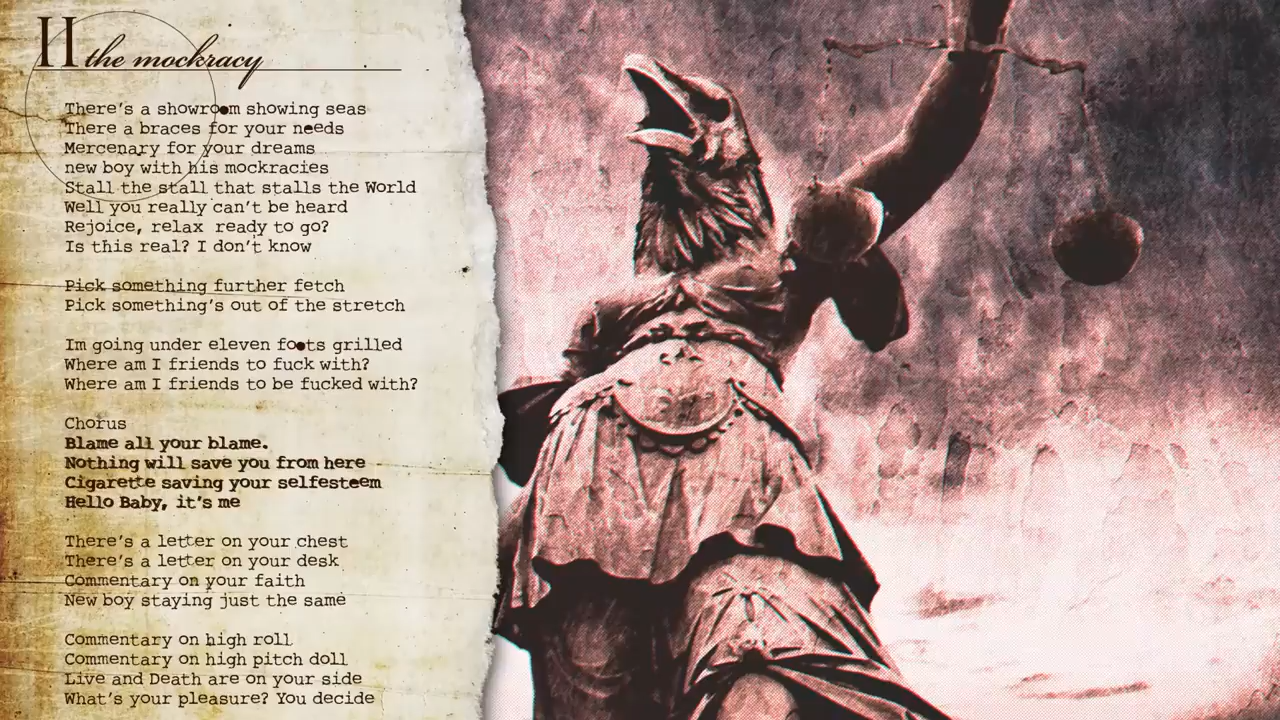 II the mockracy
There's a showroom showing seas
There a braces for your needs
Mercenary for your dreams
new boy with his mockracies
Stall the stall that stalls the World
Well you really can't be heard
Rejoice, relax ready to go?
Is this real? I don't know
Pick something further fetch
Pick something's out of the stretch
Im going under eleven foots grilled
Where am I friends to fuck with?
Where am I friends to be fucked with?
Chorus
Blame all your blame.
Nothing will save you from here
Cigarette saving your selfesteem
Hello Baby, it's me
There's a letter on your chest
There's a letter on your desk
Commentary on your faith
New boy staying just the same
Commentary on high roll
Commentary on high pitch doll
Live and Death are on your side
What's your pleasure? You decide